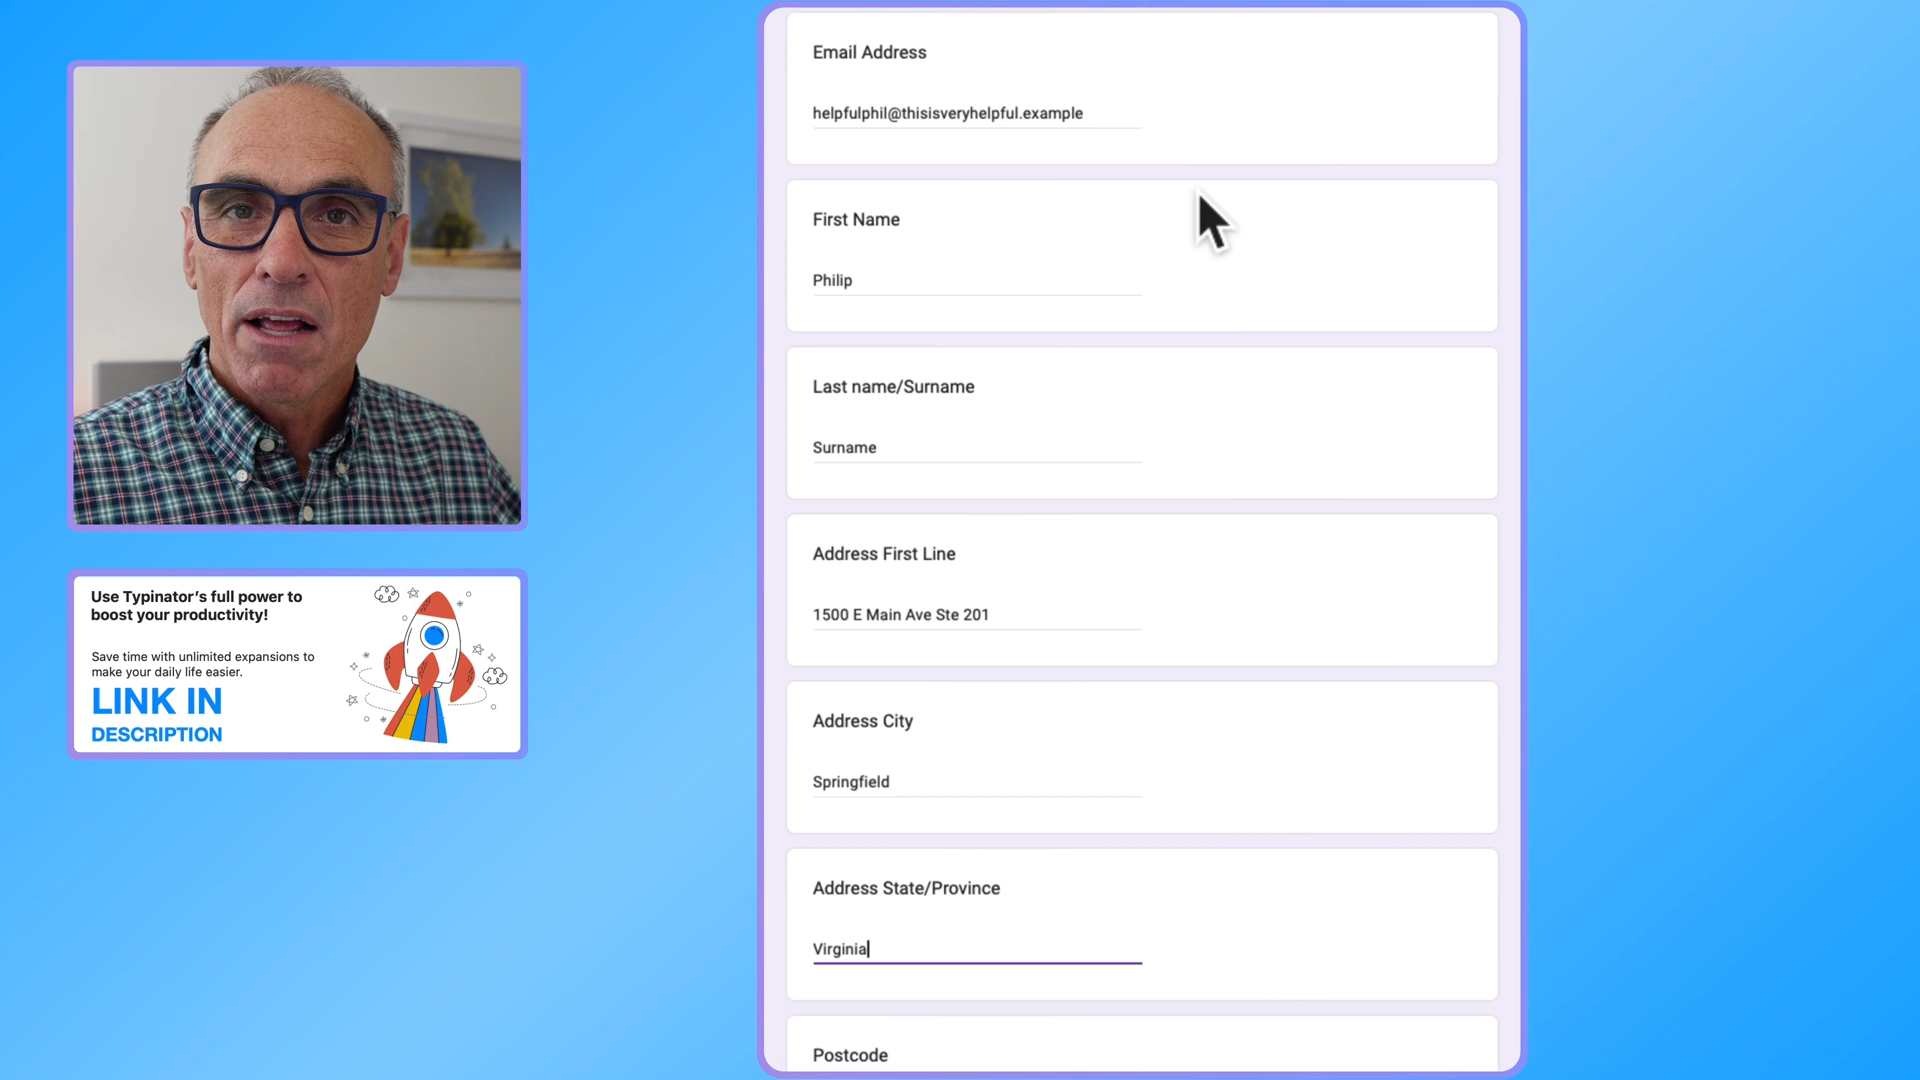 Email Address
helpfulphil@thisisveryhelpful.example
First Name
Philip
Last name/Surname
Surname
Address First Line
1500 E Main Ave Ste 201
Address City
Springfield
Address State/Province
Virginia
Postcode
Use Typinator's full power to
boost your productivity!
Save time with unlimited expansions to
make your daily life easier.
LINK IN
DESCRIPTION